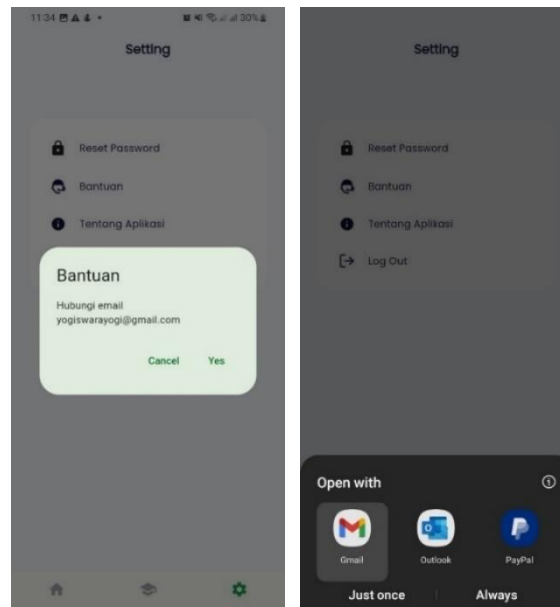 11:34
30%
Setting
Reset Password
Bantuan
Tentang Aplikasi
Bantuan
Hubungi email
yogiswarayogi@gmail.com
Cancel Yes
Setting
Reset Password
Bantuan
Tentang Aplikasi
Log Out
Open with
Gmail Outlook PayPal
Just once Always